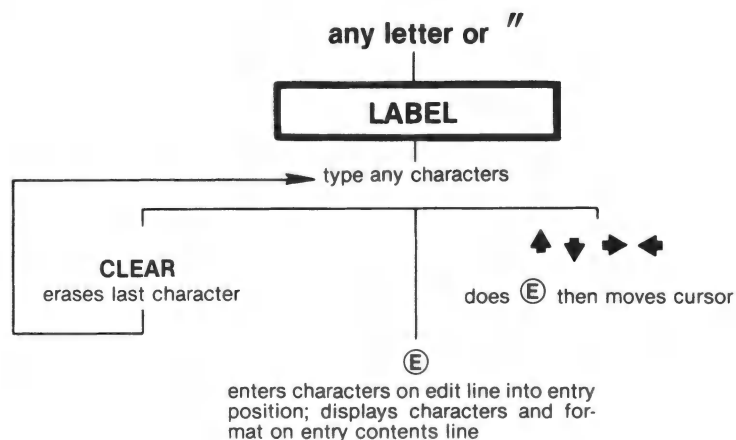 any letter or "
LABEL
type any characters
CLEAR
erases last character
does Ⓔ then moves cursor
Ⓔ
enters characters on edit line into entry
position; displays characters and for-
mat on entry contents line